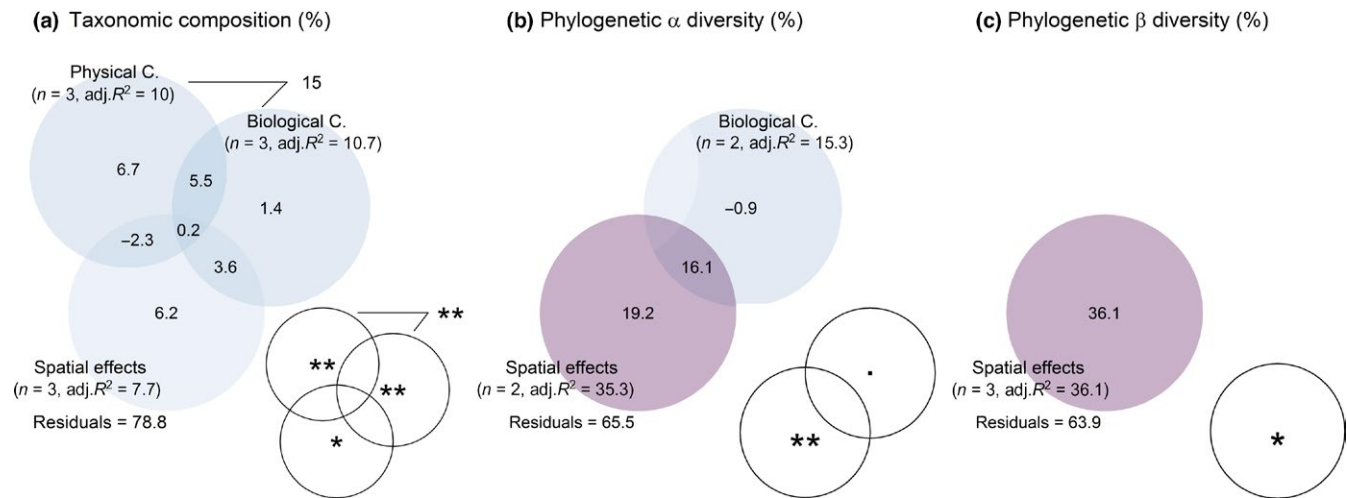 (a) Taxonomic composition (%)
Physical C.
(n = 3, adj.R² = 10)
15
Biological C.
(n = 3, adj.R² = 10.7)
6.7
5.5
1.4
–2.3
0.2
3.6
6.2
Spatial effects
(n = 3, adj.R² = 7.7)
Residuals = 78.8
**
**
**
*
(b) Phylogenetic α diversity (%)
Biological C.
(n = 2, adj.R² = 15.3)
–0.9
16.1
19.2
Spatial effects
(n = 2, adj.R² = 35.3)
Residuals = 65.5
.
**
(c) Phylogenetic β diversity (%)
36.1
Spatial effects
(n = 3, adj.R² = 36.1)
Residuals = 63.9
*